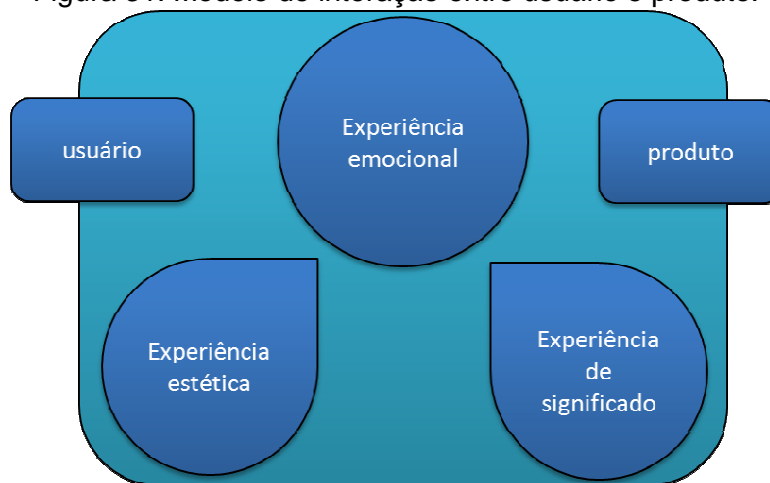 Modelo de interação entre usuário e produto.
usuário
Experiência
emocional
produto
Experiência
estética
Experiência
de
significado